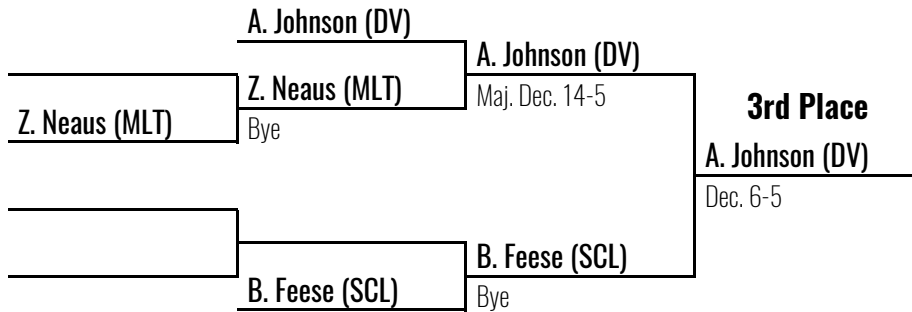 A. Johnson (DV)
A. Johnson (DV)
Z. Neaus (MLT)
Maj. Dec. 14-5
3rd Place
Z. Neaus (MLT)
Bye
A. Johnson (DV)
Dec. 6-5
B. Feese (SCL)
B. Feese (SCL)
Bye